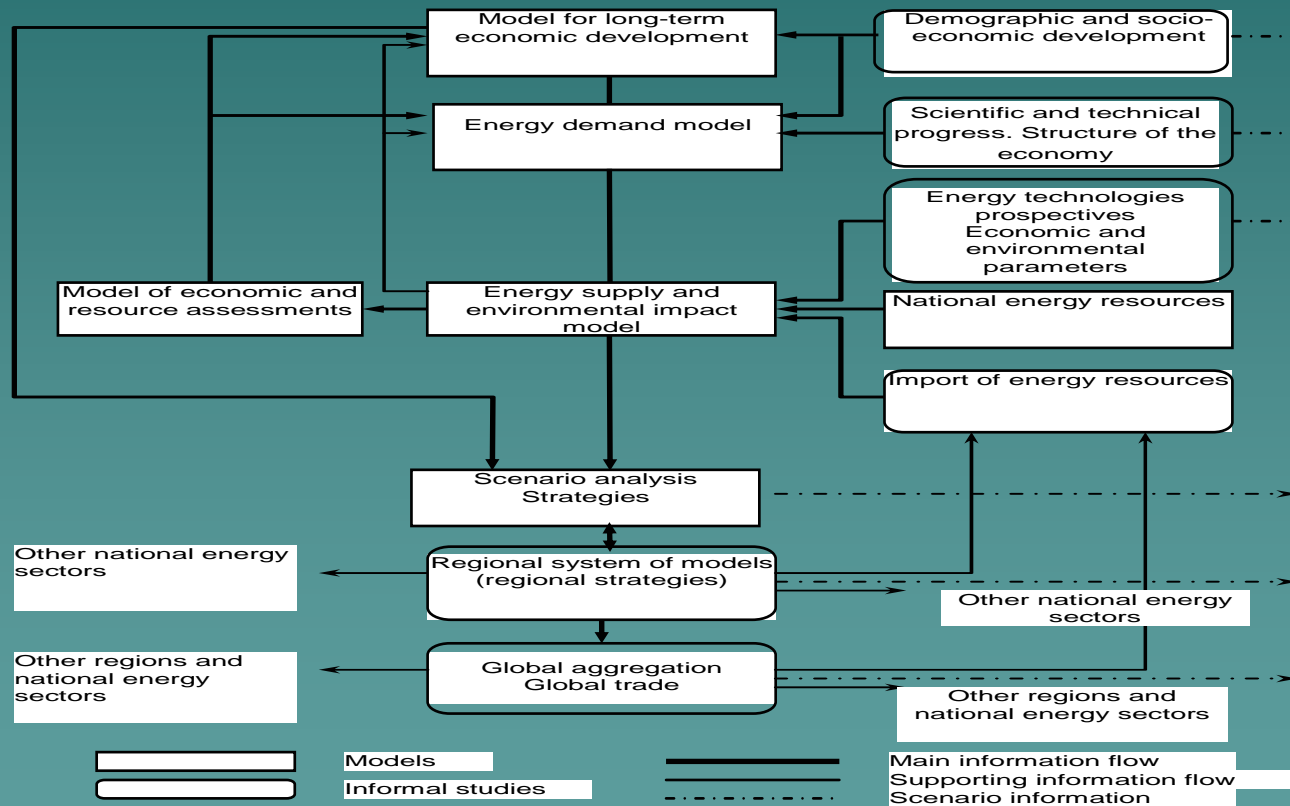 Model for long-term
economic development
Demographic and socio-
economic development
Energy demand model
Scientific and technical
progress. Structure of the
economy
Energy technologies
prospectives
Economic and
environmental
parameters
Model of economic and
resource assessments
Energy supply and
environmental impact
model
National energy resources
Import of energy resources
Scenario analysis
Strategies
Other national energy
sectors
Regional system of models
(regional strategies)
Other national energy
sectors
Other regions and
national energy
sectors
Global aggregation
Global trade
Other regions and
national energy sectors
Models
Informal studies
Main information flow
Supporting information flow
Scenario information